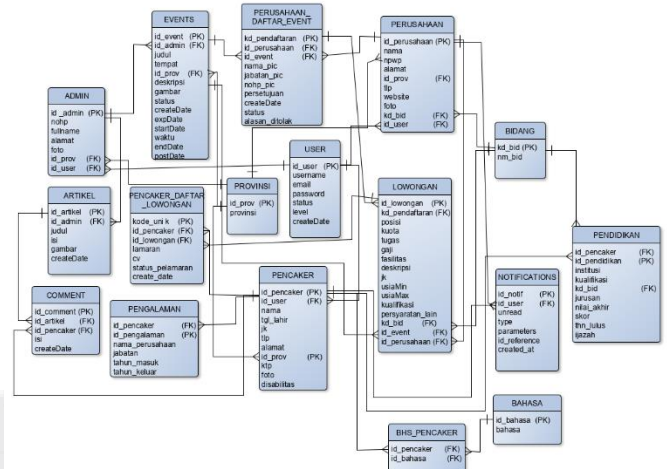 EVENTS
id_event (PK)
id_admin (FK)
judul
tempat
id_prov (FK)
deskripsi
gambar
status
createDate
expDate
startDate
waktu
endDate
postDate
PERUSAHAAN_
DAFTAR_EVENT
kd_pendaftaran (PK)
id_perusahaan (FK)
id_event (FK)
nama_pic
jabatan_pic
nohp_pic
persetujuan
createDate
status
alasan_ditolak
PERUSAHAAN
id_perusahaan (PK)
nama
npwp
alamat
id_prov (FK)
tlp
website
foto
kd_bid (FK)
id_user (FK)
ADMIN
id_admin (PK)
nohp
fullname
alamat
foto
id_prov (FK)
id_user (FK)
BIDANG
kd_bid (PK)
nm_bid
USER
id_user (PK)
username
email
password
status
level
createDate
PROVINSI
id_prov (PK)
provinsi
LOWONGAN
id_lowongan (PK)
kd_pendaftaran (FK)
posisi
kuota
tugas
gaji
fasilitas
deskripsi
jk
usiaMin
usiaMax
kualifikasi
persyaratan_lain
kd_bid (FK)
id_event (FK)
id_perusahaan (FK)
ARTIKEL
id_artikel (PK)
id_admin (FK)
judul
isi
gambar
createDate
PENCAKER_DAFTAR
_LOWONGAN
kode_unik (PK)
id_pencaker (FK)
id_lowongan (FK)
lamaran
cv
status_pelamaran
create_date
PENDIDIKAN
id_pencaker (FK)
id_pendidikan (PK)
institusi
kualifikasi
kd_bid (FK)
jurusan
nilai_akhir
skor
thn_lulus
ijazah
NOTIFICATIONS
id_notif (PK)
id_user (FK)
unread
type
parameters
id_reference
created_at
PENCAKER
id_pencaker (PK)
id_user (FK)
nama
tgl_lahir
jk
tlp
alamat
id_prov (PK)
ktp
foto
disabilitas
COMMENT
id_comment (PK)
id_artikel (FK)
id_pencaker (FK)
isi
createDate
PENGALAMAN
id_pencaker (FK)
id_pengalaman (PK)
nama_perusahaan
jabatan
tahun_masuk
tahun_keluar
BAHASA
id_bahasa (PK)
bahasa
BHS_PENCAKER
id_pencaker (FK)
id_bahasa (FK)